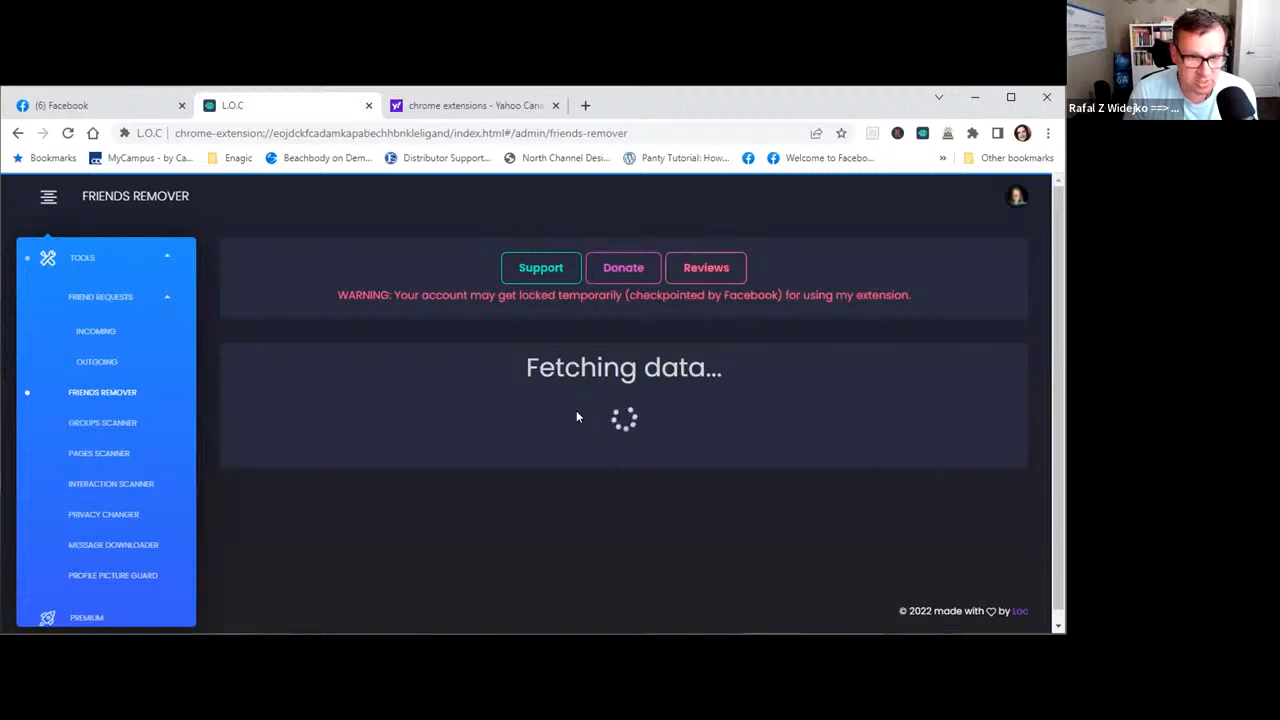 (6) Facebook
L.O.C
chrome extensions - Yahoo Can
L.O.C
chrome-extension://eojdckfcadamkapabechhbnkleligand/index.html#/admin/friends-remover
Bookmarks
MyCampus - by Ca...
Enagic
Beachbody on Dem...
Distributor Support...
North Channel Desi...
Panty Tutorial: How...
Welcome to Facebo...
»
Other bookmarks
Rafal Z Widejko ==> ...
FRIENDS REMOVER
TOOLS
FRIEND REQUESTS
INCOMING
OUTGOING
FRIENDS REMOVER
GROUPS SCANNER
PAGES SCANNER
INTERACTION SCANNER
PRIVACY CHANGER
MESSAGE DOWNLOADER
PROFILE PICTURE GUARD
PREMIUM
Support
Donate
Reviews
WARNING: Your account may get locked temporarily (checkpointed by Facebook) for using my extension.
Fetching data...
© 2022 made with ♡ by Loc